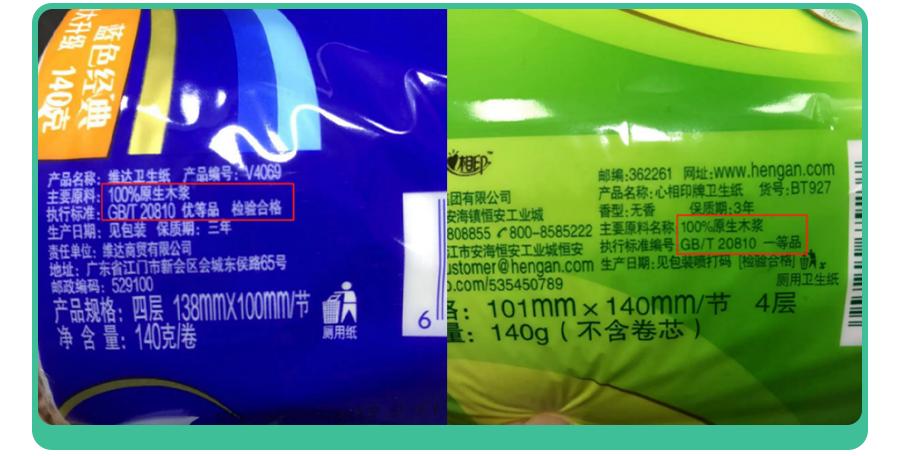 蓝色经典
大升级 140克
产品名称：维达卫生纸 产品编号：V4069
主要原料：100%原生木浆
执行标准：GB/T 20810 优等品 检验合格
生产日期：见包装 保质期：三年
责任单位：维达商贸有限公司
地址：广东省江门市新会区会城东侯路65号
邮政编码：529100
产品规格：四层 138mmX100mm/节
净 含 量：140克/卷
厕用纸
6
心相印
邮编:362261 网址:www.hengan.com
团有限公司
产品名称:心相印牌卫生纸 货号:BT927
安海镇恒安工业城
香型:无香 保质期:3年
808855 800-8585222
主要原料名称 100%原生木浆
江市安海恒安工业城恒安
执行标准编号 GB/T 20810 一等品
ustomer@hengan.com
生产日期:见包装喷打码 [检验合格]
o.com/535450789
厕用卫生纸
格：101mm×140mm/节 4层
量：140g（不含卷芯）